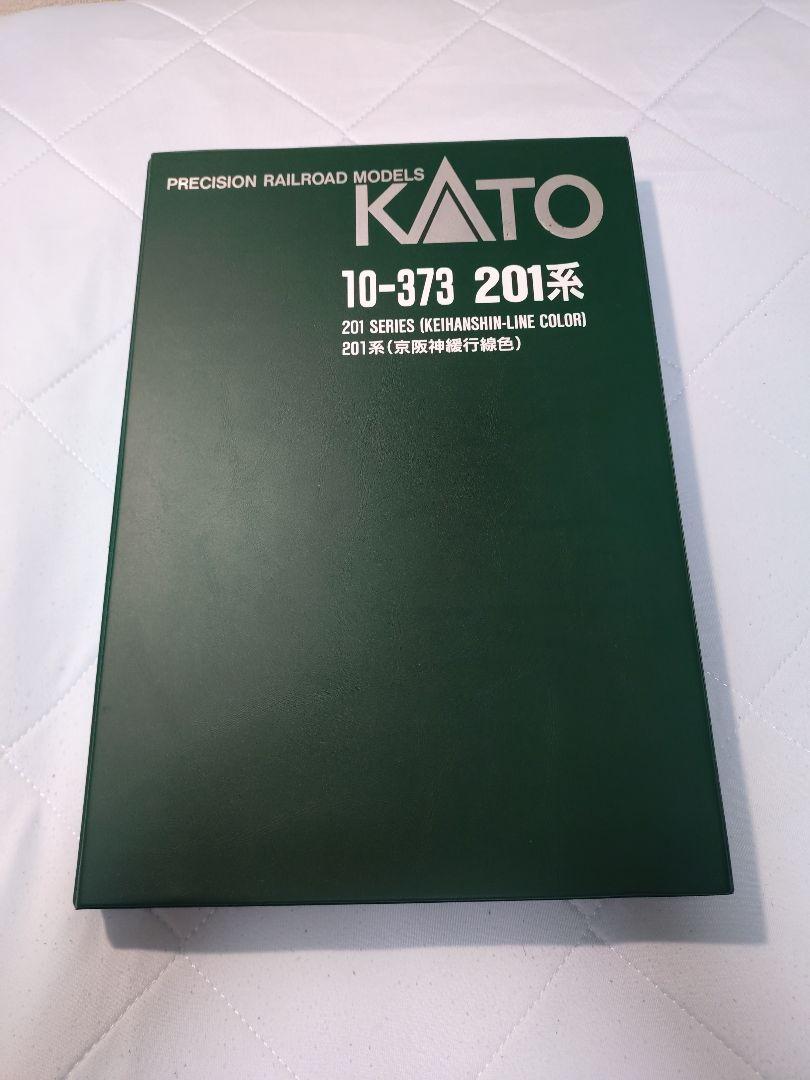 PRECISION RAILROAD MODELS
KATO
10-373 201系
201 SERIES (KEIHANSHIN-LINE COLOR)
201系(京阪神緩行線色)